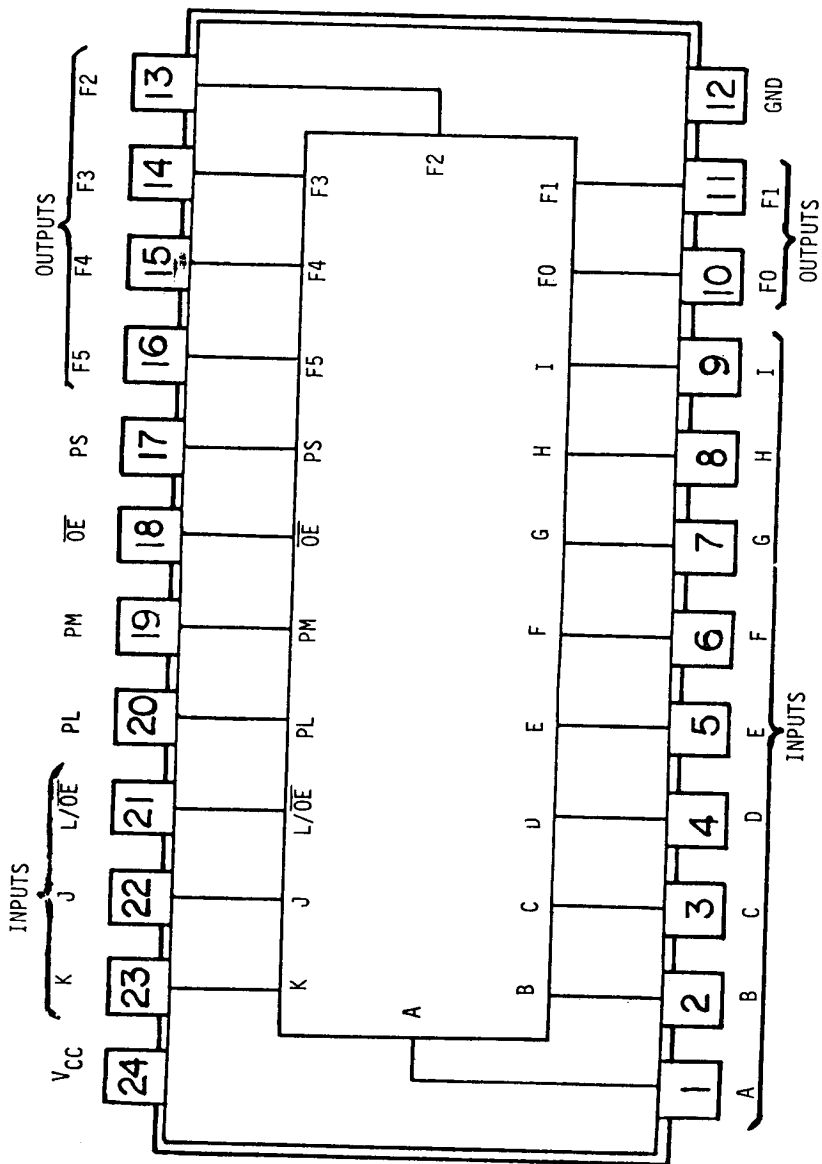 INPUTS
OUTPUTS
VCC K J L/OE PL PM OE PS F5 F4 F3 F2
24 23 22 21 20 19 18 17 16 15 14 13
K J L/OE PL PM OE PS F5 F4 F3
A F2
B C D E F G H I F0 F1
1 2 3 4 5 6 7 8 9 10 11 12
A B C D E F G H I F0 F1 GND
INPUTS
OUTPUTS